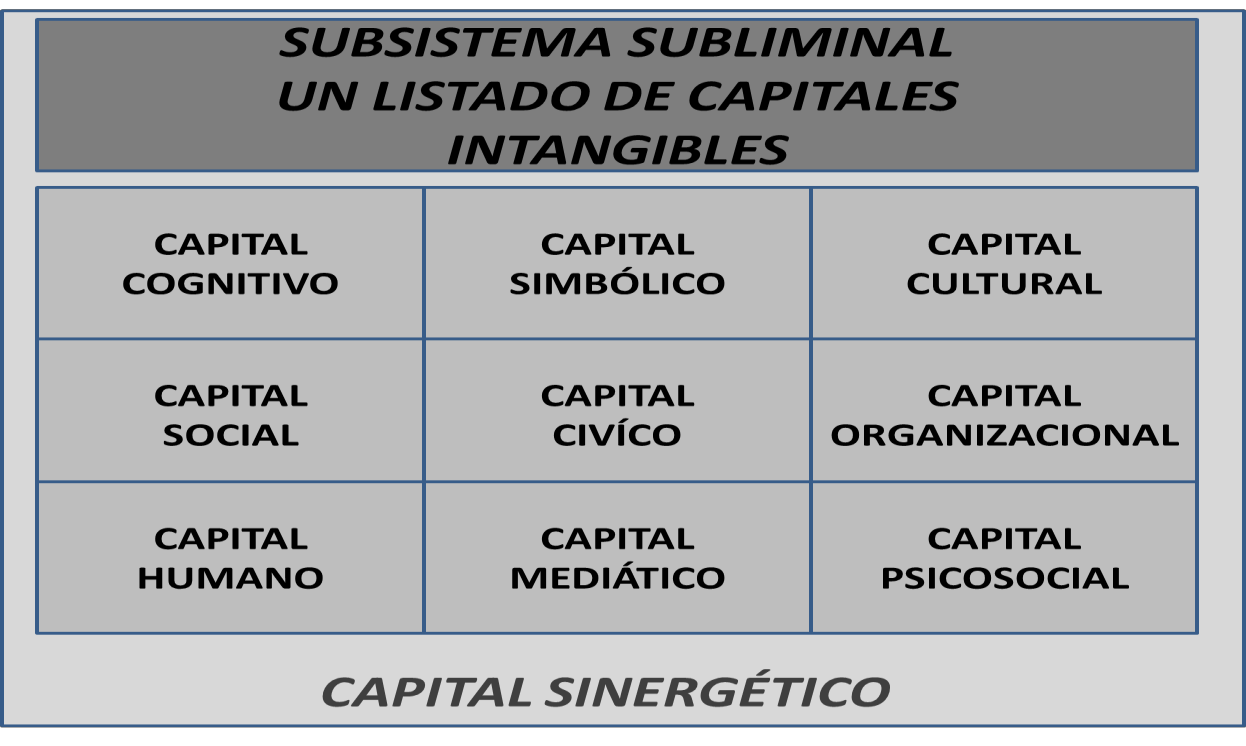 SUBSISTEMA SUBLIMINAL
UN LISTADO DE CAPITALES
INTANGIBLES
CAPITAL
COGNITIVO
CAPITAL
SIMBÓLICO
CAPITAL
CULTURAL
CAPITAL
SOCIAL
CAPITAL
CIVÍCO
CAPITAL
ORGANIZACIONAL
CAPITAL
HUMANO
CAPITAL
MEDIÁTICO
CAPITAL
PSICOSOCIAL
CAPITAL SINERGÉTICO